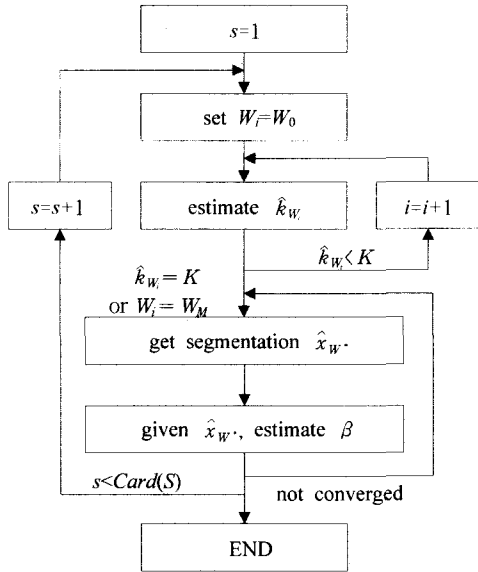 s=1
set W_i=W_0
s=s+1
estimate k̂_{W_i}
i=i+1
k̂_{W_i}<K
k̂_{W_i}=K
or W_i=W_M
get segmentation x̂_{W*}
given x̂_{W*}, estimate β
s<Card(S)
not converged
END